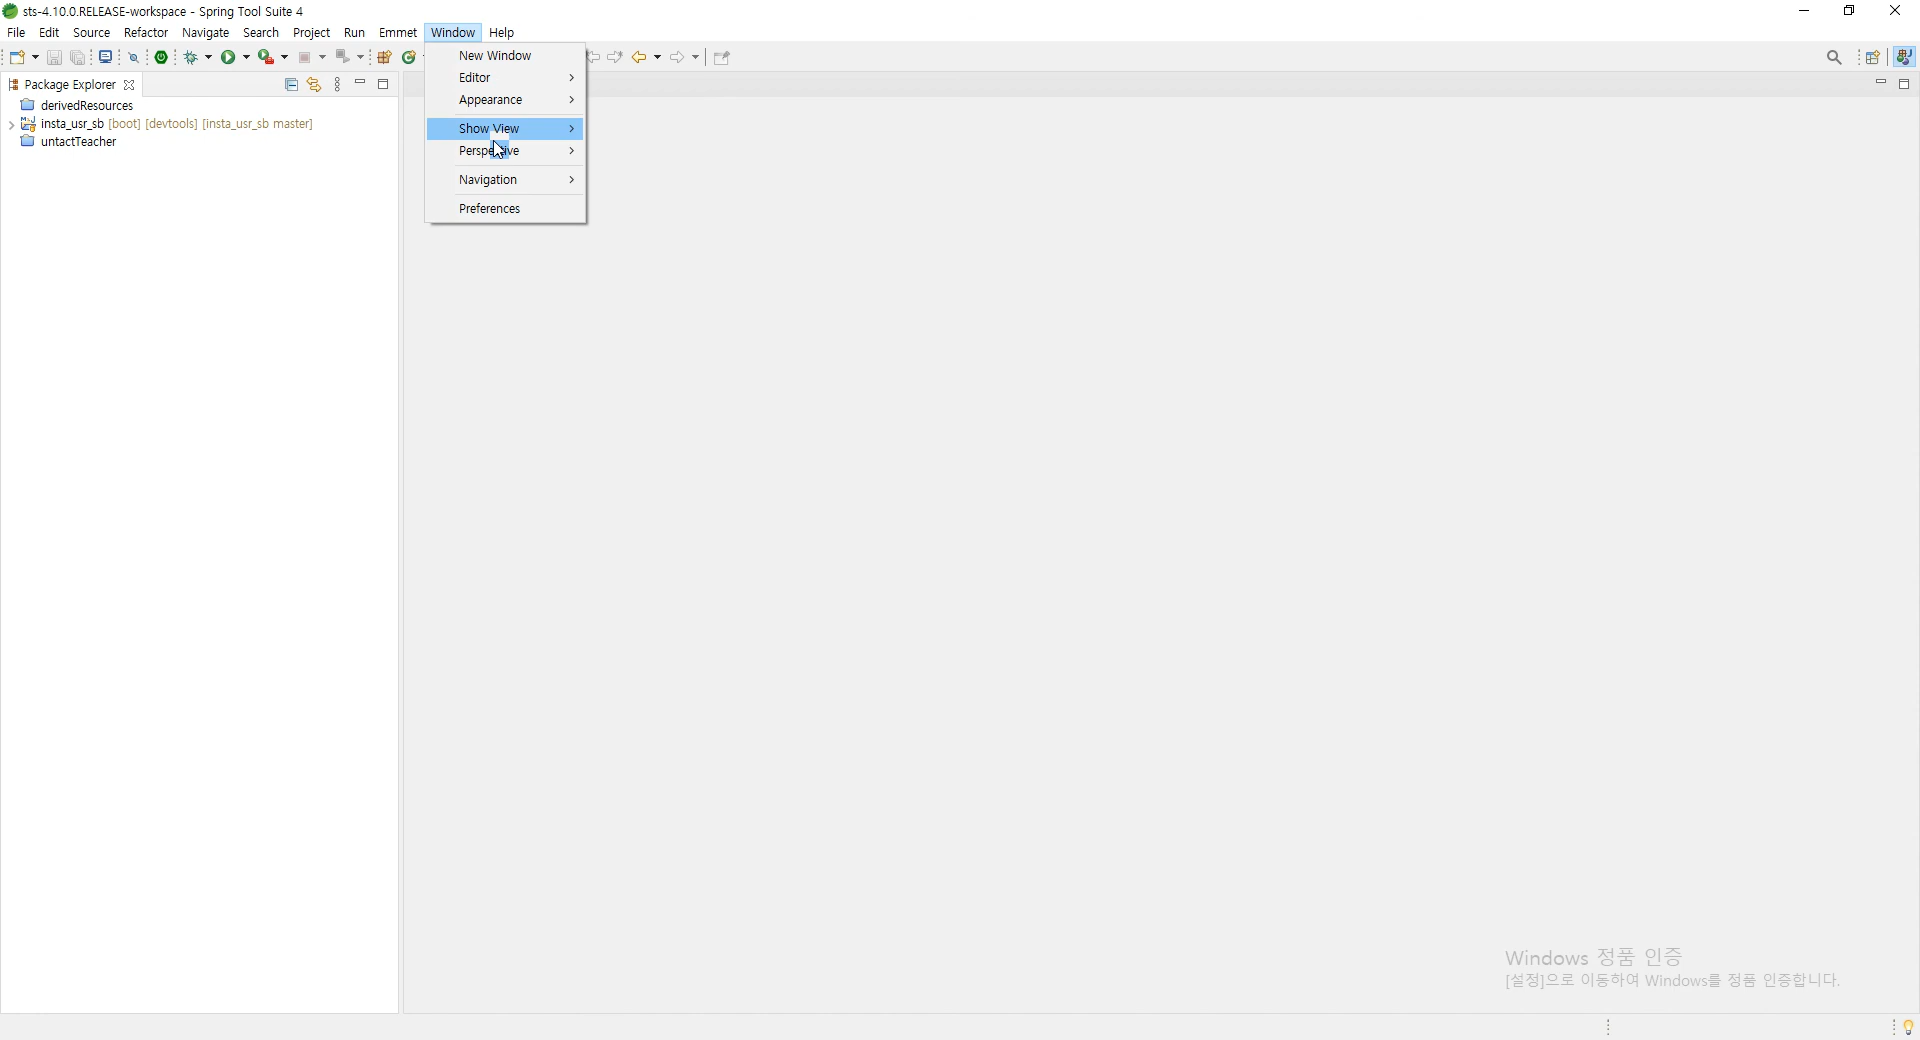 sts-4.10.0.RELEASE-workspace - Spring Tool Suite 4
File Edit Source Refactor Navigate Search Project Run Emmet Window Help
New Window
Editor
Appearance
Show View
Perspective
Navigation
Preferences
Package Explorer
derivedResources
insta_usr_sb [boot] [devtools] [insta_usr_sb master]
untactTeacher
Windows 정품 인증
[설정]으로 이동하여 Windows를 정품 인증합니다.